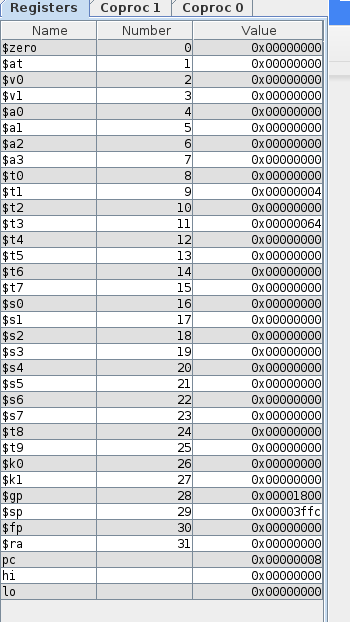 Registers Coproc 1 Coproc 0
Name Number Value
$zero 0 0x00000000
$at 1 0x00000000
$v0 2 0x00000000
$v1 3 0x00000000
$a0 4 0x00000000
$a1 5 0x00000000
$a2 6 0x00000000
$a3 7 0x00000000
$t0 8 0x00000000
$t1 9 0x00000004
$t2 10 0x00000000
$t3 11 0x00000064
$t4 12 0x00000000
$t5 13 0x00000000
$t6 14 0x00000000
$t7 15 0x00000000
$s0 16 0x00000000
$s1 17 0x00000000
$s2 18 0x00000000
$s3 19 0x00000000
$s4 20 0x00000000
$s5 21 0x00000000
$s6 22 0x00000000
$s7 23 0x00000000
$t8 24 0x00000000
$t9 25 0x00000000
$k0 26 0x00000000
$k1 27 0x00000000
$gp 28 0x00001800
$sp 29 0x00003ffc
$fp 30 0x00000000
$ra 31 0x00000000
pc 0x00000008
hi 0x00000000
lo 0x00000000